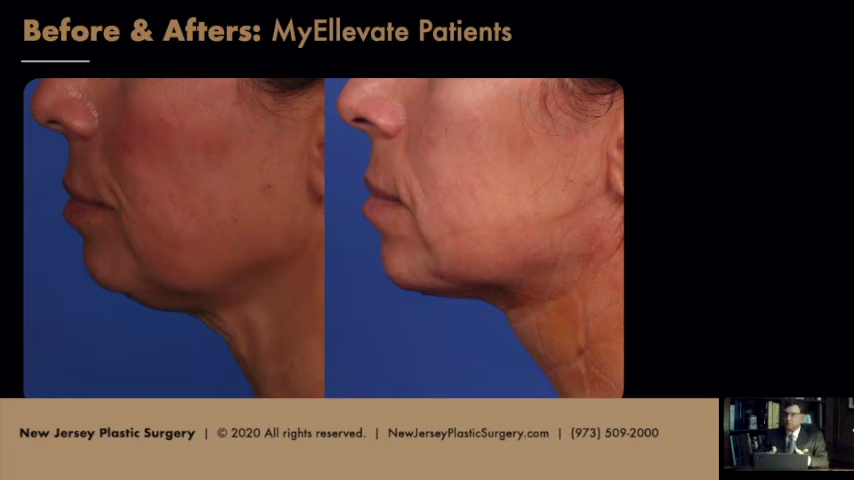 Before & Afters: MyEllevate Patients
New Jersey Plastic Surgery | © 2020 All rights reserved. | NewJerseyPlasticSurgery.com | (973) 509-2000